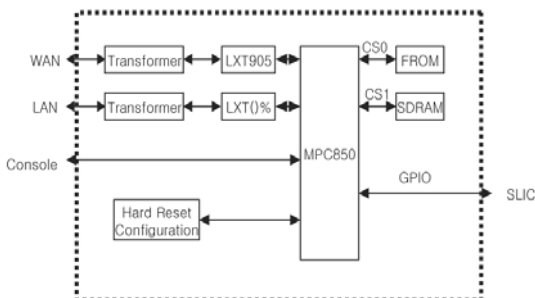 WAN
Transformer
LXT905
CS0
FROM
LAN
Transformer
LXT()%
CS1
SDRAM
MPC850
Console
GPIO
SLIC
Hard Reset
Configuration